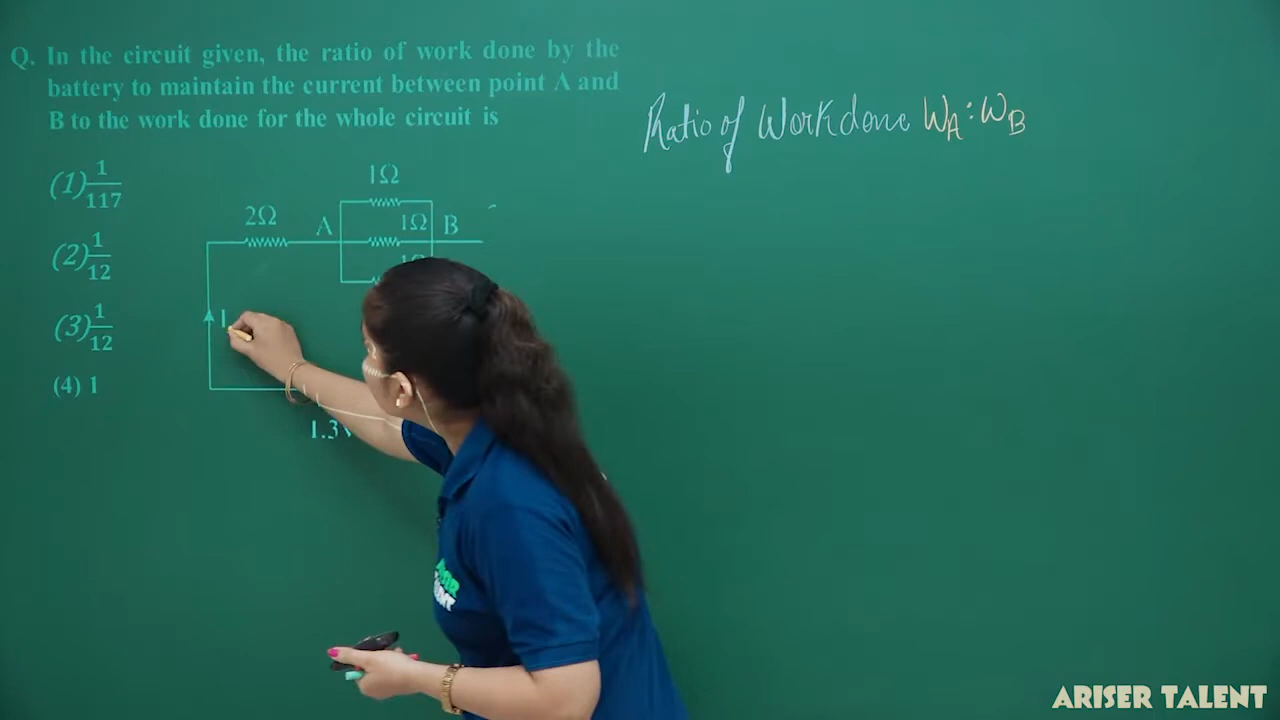 Q. In the circuit given, the ratio of work done by the
battery to maintain the current between point A and
B to the work done for the whole circuit is
Ratio of Workdone WA:WB
(1) 1/117
(2) 1/12
(3) 1/12
(4) 1
1Ω
2Ω A 1Ω B
I
1.3V
ARISER TALENT